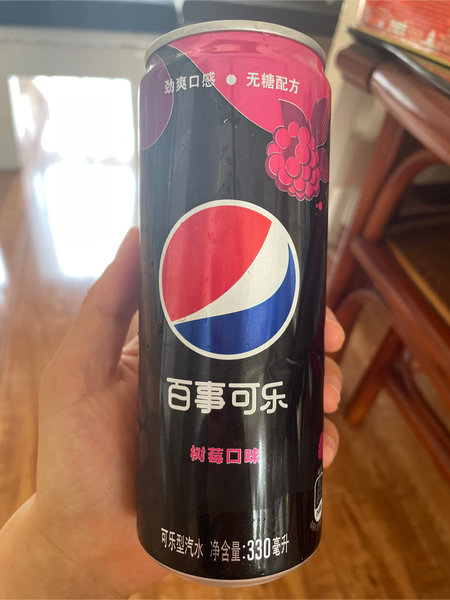 劲爽口感 • 无糖配方
百事可乐
树莓口味
可乐型汽水 净含量:330毫升